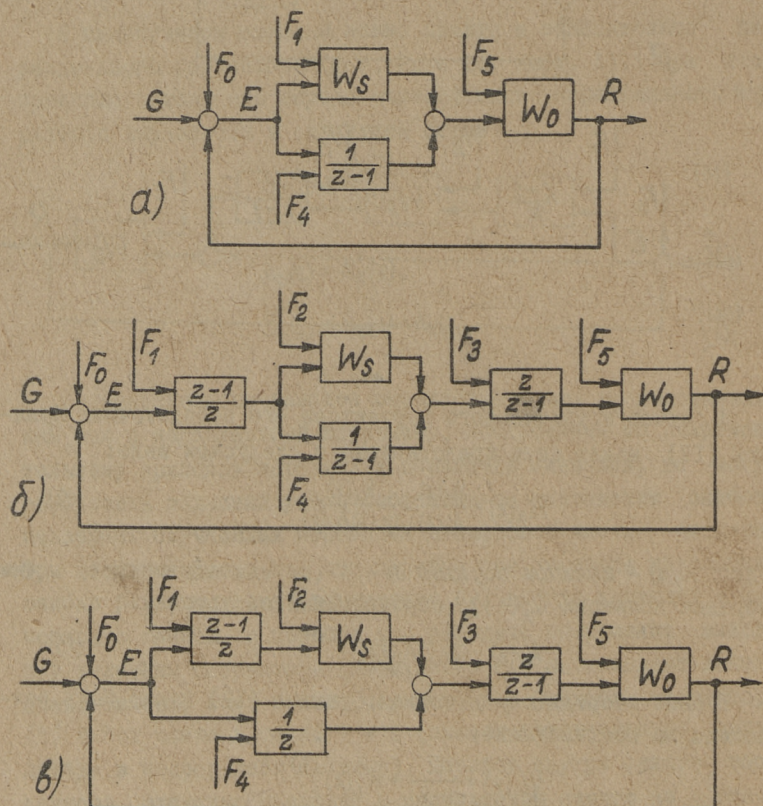 F₁
F₀
Wₛ
F₅
G
E
W₀
R
1/(z-1)
F₄
а)
F₂
F₁
Wₛ
F₃
F₅
F₀
G
E
(z-1)/z
z/(z-1)
W₀
R
1/(z-1)
F₄
б)
F₁
F₂
F₀
(z-1)/z
Wₛ
F₃
F₅
G
E
z/(z-1)
W₀
R
1/z
F₄
в)